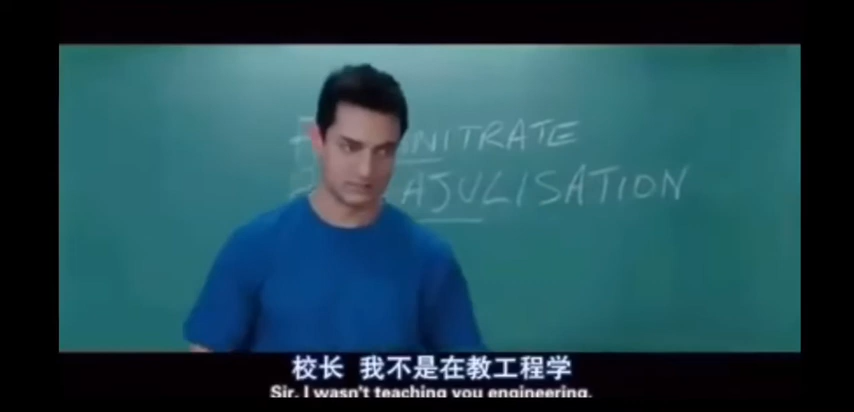 NITRATE
AJULISATION
校长 我不是在教工程学
Sir, I wasn't teaching you engineering.